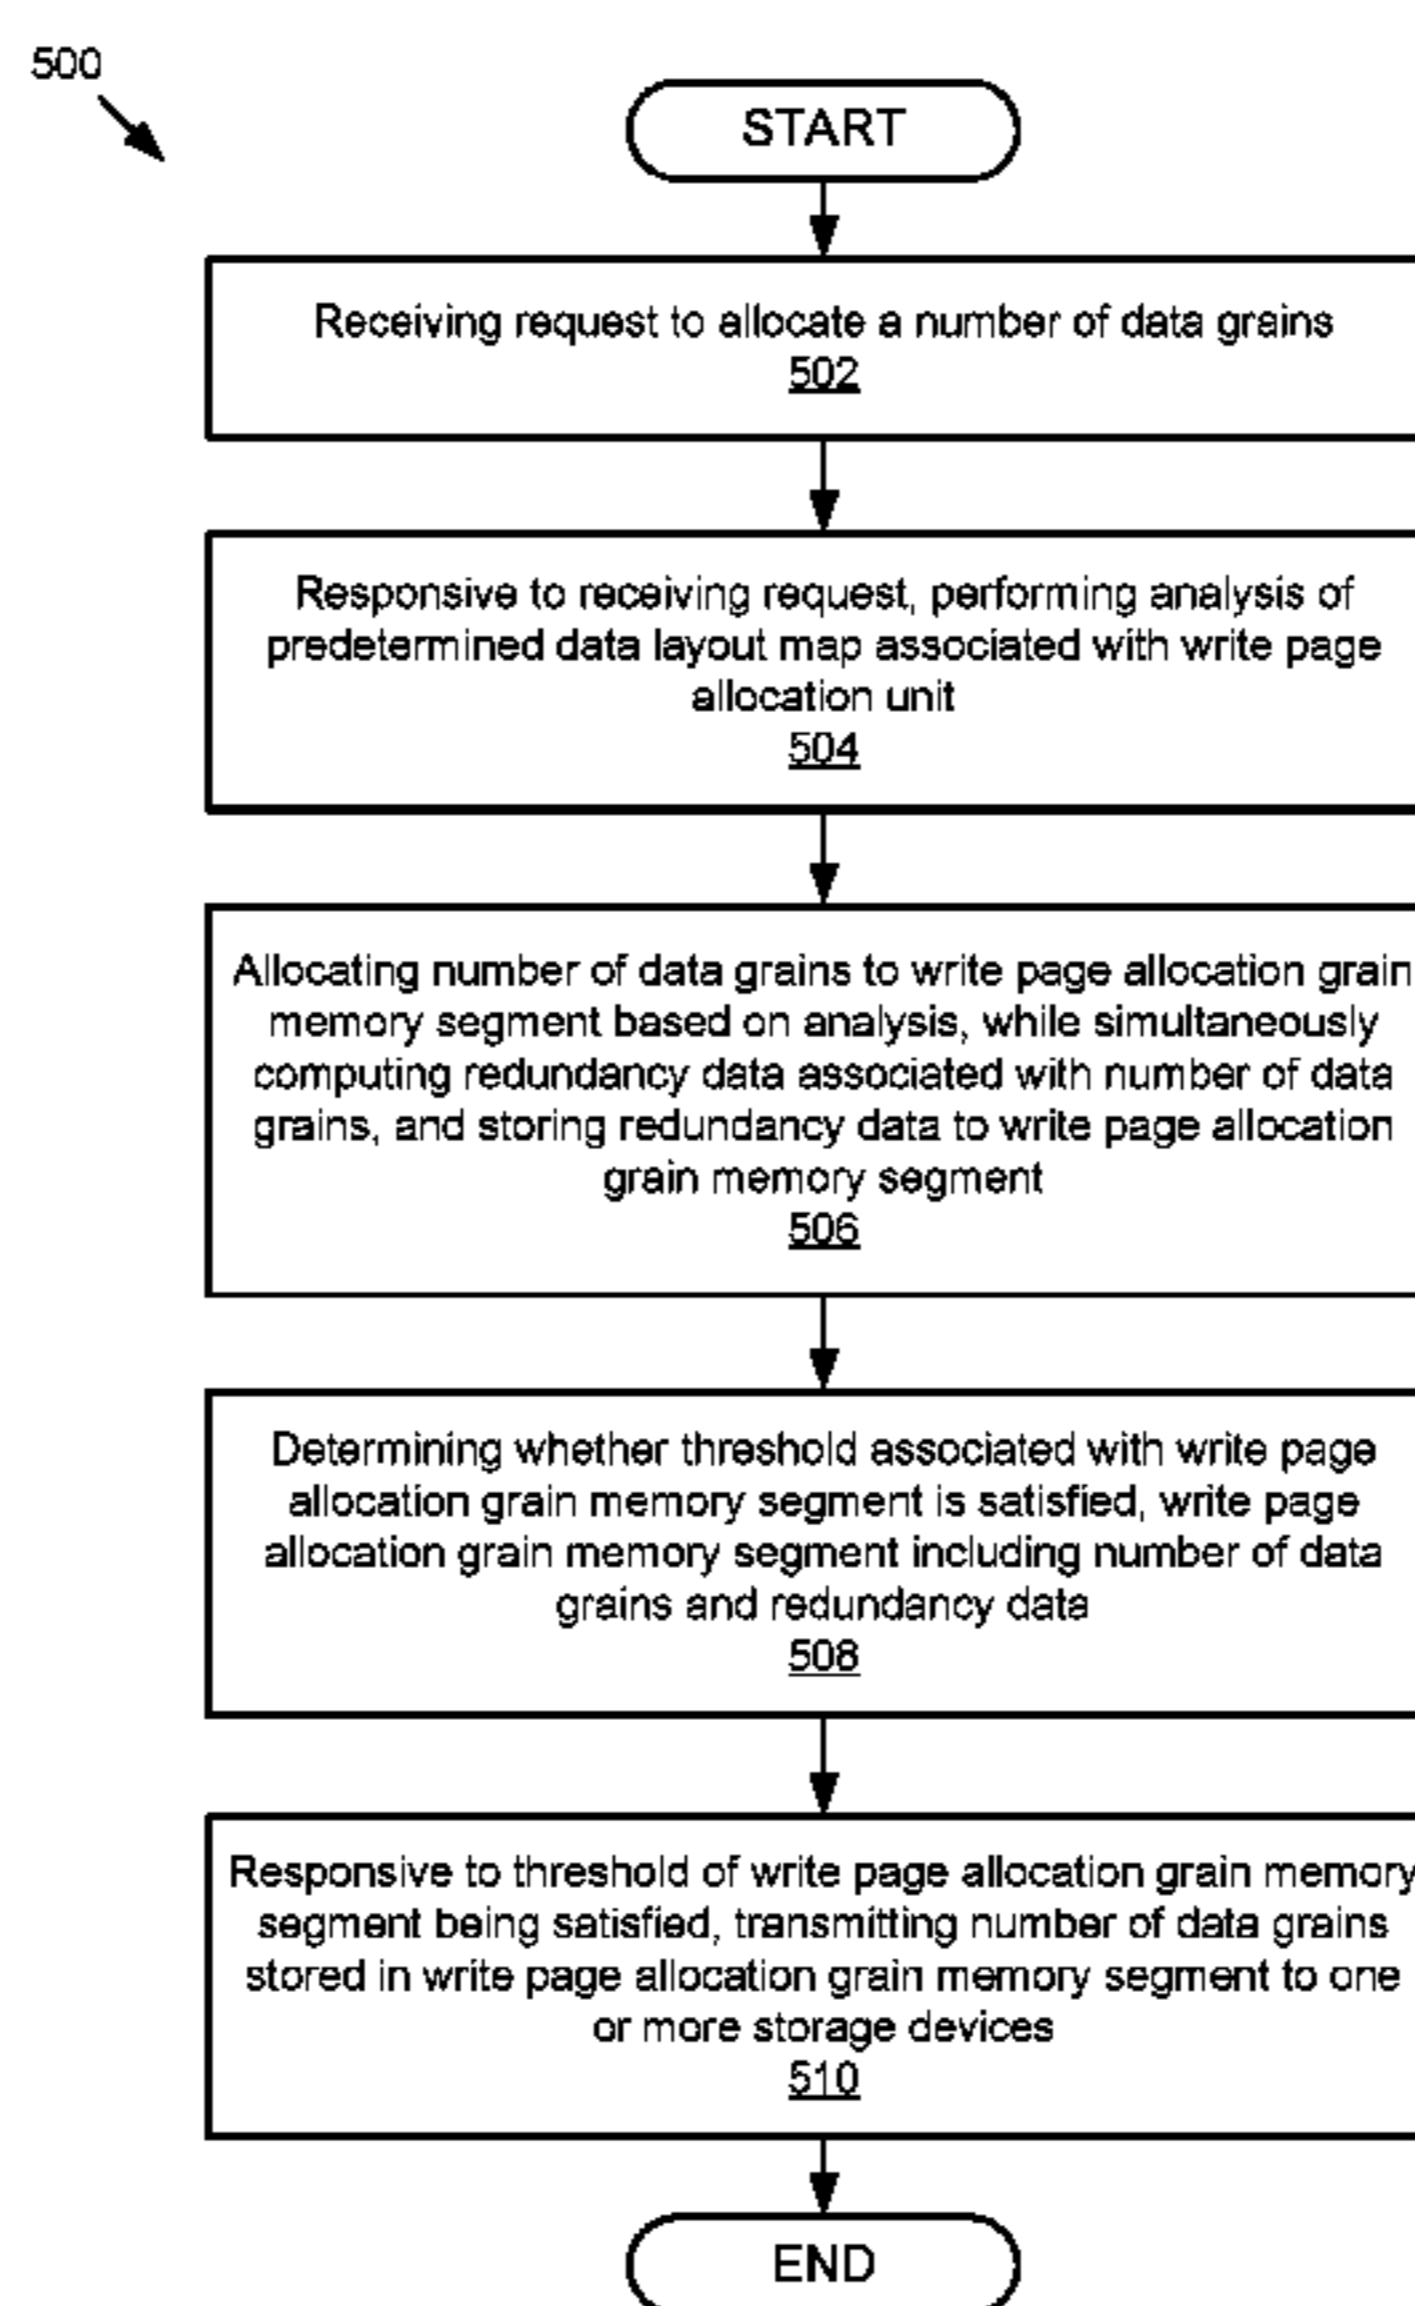 500
START
Receiving request to allocate a number of data grains
502
Responsive to receiving request, performing analysis of
predetermined data layout map associated with write page
allocation unit
504
Allocating number of data grains to write page allocation grain
memory segment based on analysis, while simultaneously
computing redundancy data associated with number of data
grains, and storing redundancy data to write page allocation
grain memory segment
506
Determining whether threshold associated with write page
allocation grain memory segment is satisfied, write page
allocation grain memory segment including number of data
grains and redundancy data
508
Responsive to threshold of write page allocation grain memory
segment being satisfied, transmitting number of data grains
stored in write page allocation grain memory segment to one
or more storage devices
510
END